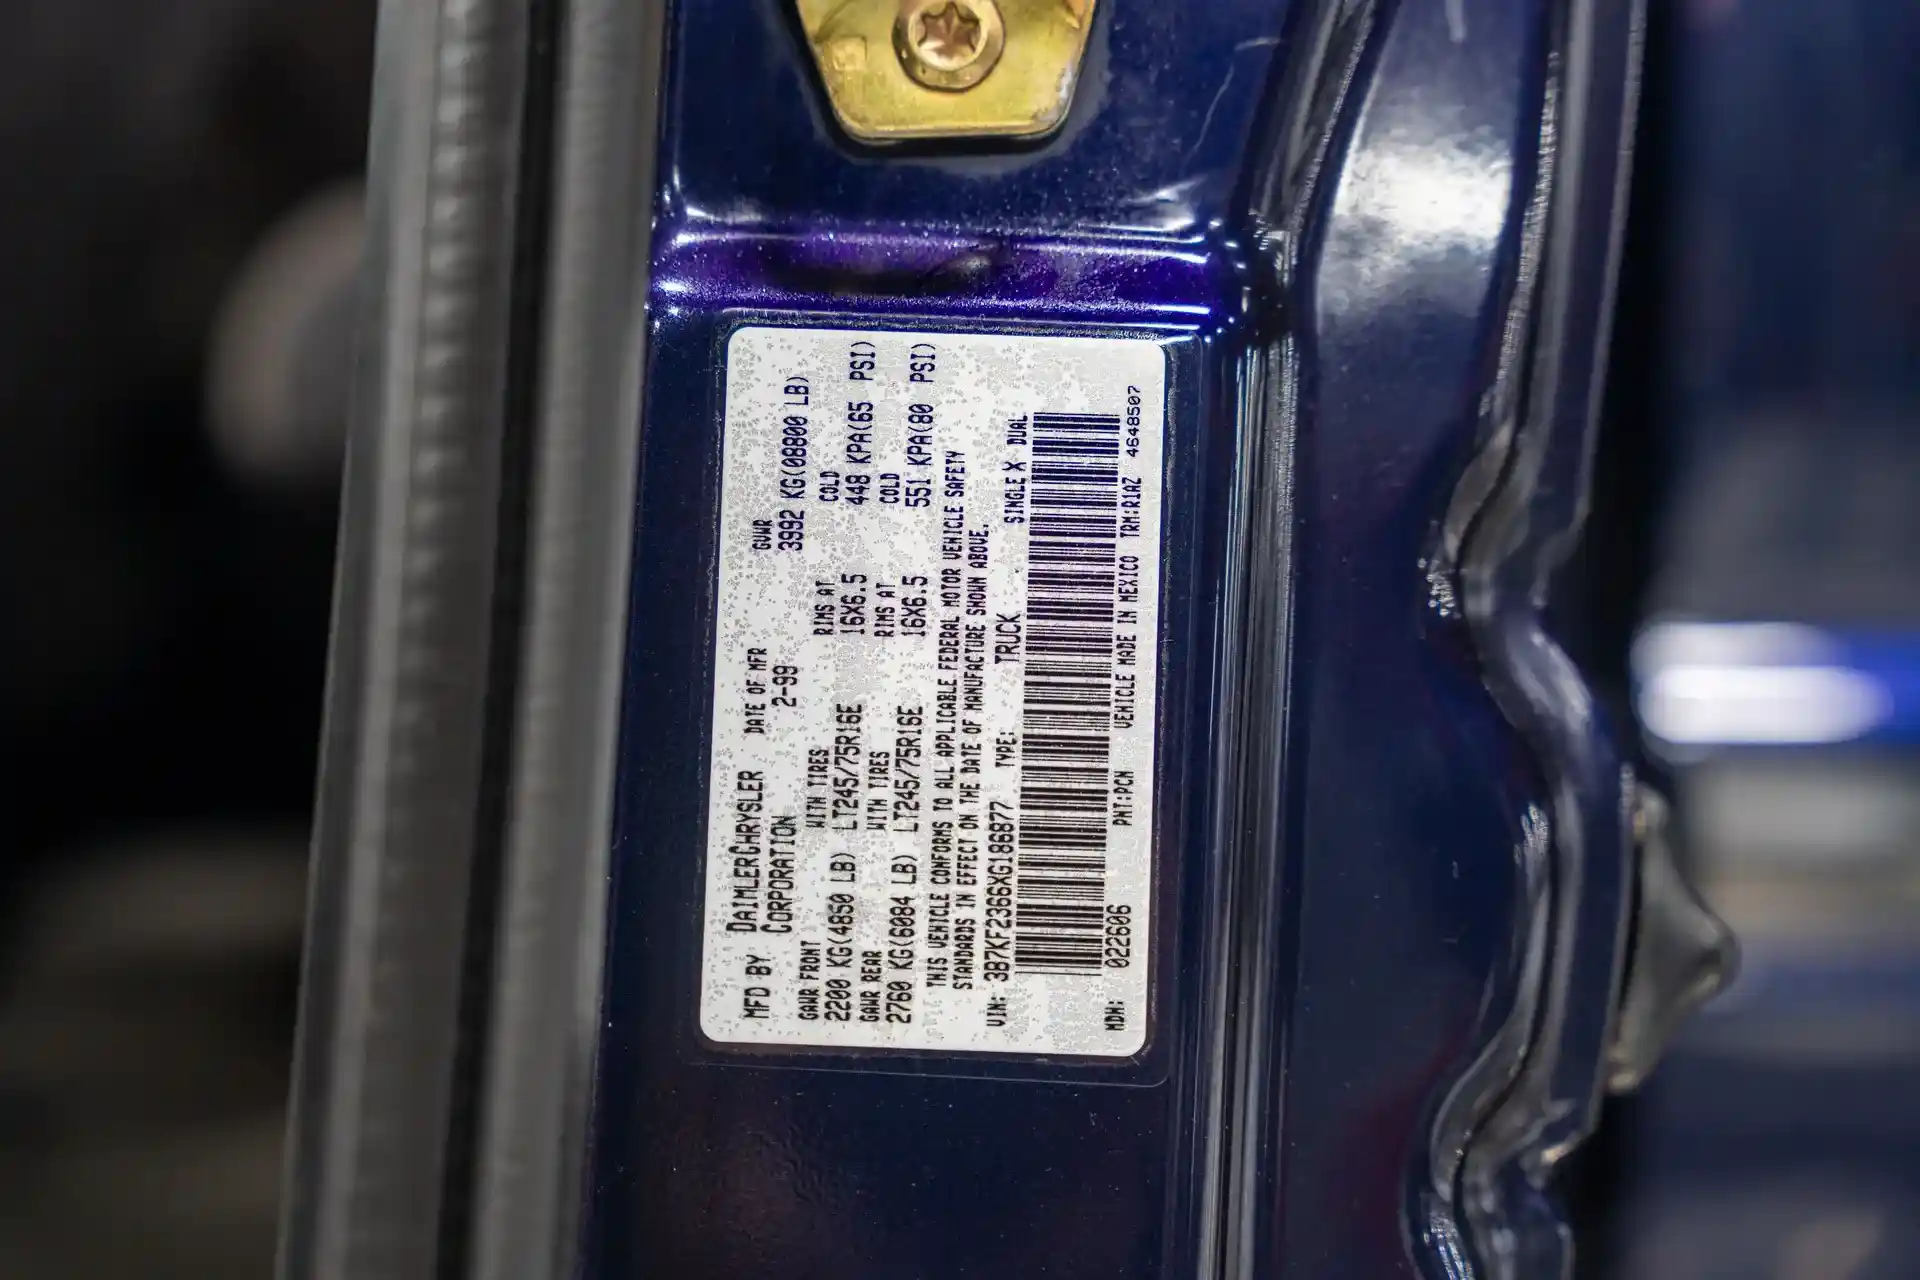 MFD BY DAIMLERCHRYSLER CORPORATION DATE OF MFR 2-99 GVWR 3992 KG(08800 LB)
GAWR FRONT WITH TIRES RIMS AT COLD
2200 KG(4850 LB) LT245/75R16E 16X6.5 448 KPA(65 PSI)
GAWR REAR WITH TIRES RIMS AT COLD
2760 KG(6084 LB) LT245/75R16E 16X6.5 551 KPA(80 PSI)
THIS VEHICLE CONFORMS TO ALL APPLICABLE FEDERAL MOTOR VEHICLE SAFETY
STANDARDS IN EFFECT ON THE DATE OF MANUFACTURE SHOWN ABOVE.
VIN: 3B7KF2366XG186877 TYPE: TRUCK SINGLE X DUAL
MDH: 022606 PNT:PCN VEHICLE MADE IN MEXICO TRM:R1AZ 4648507